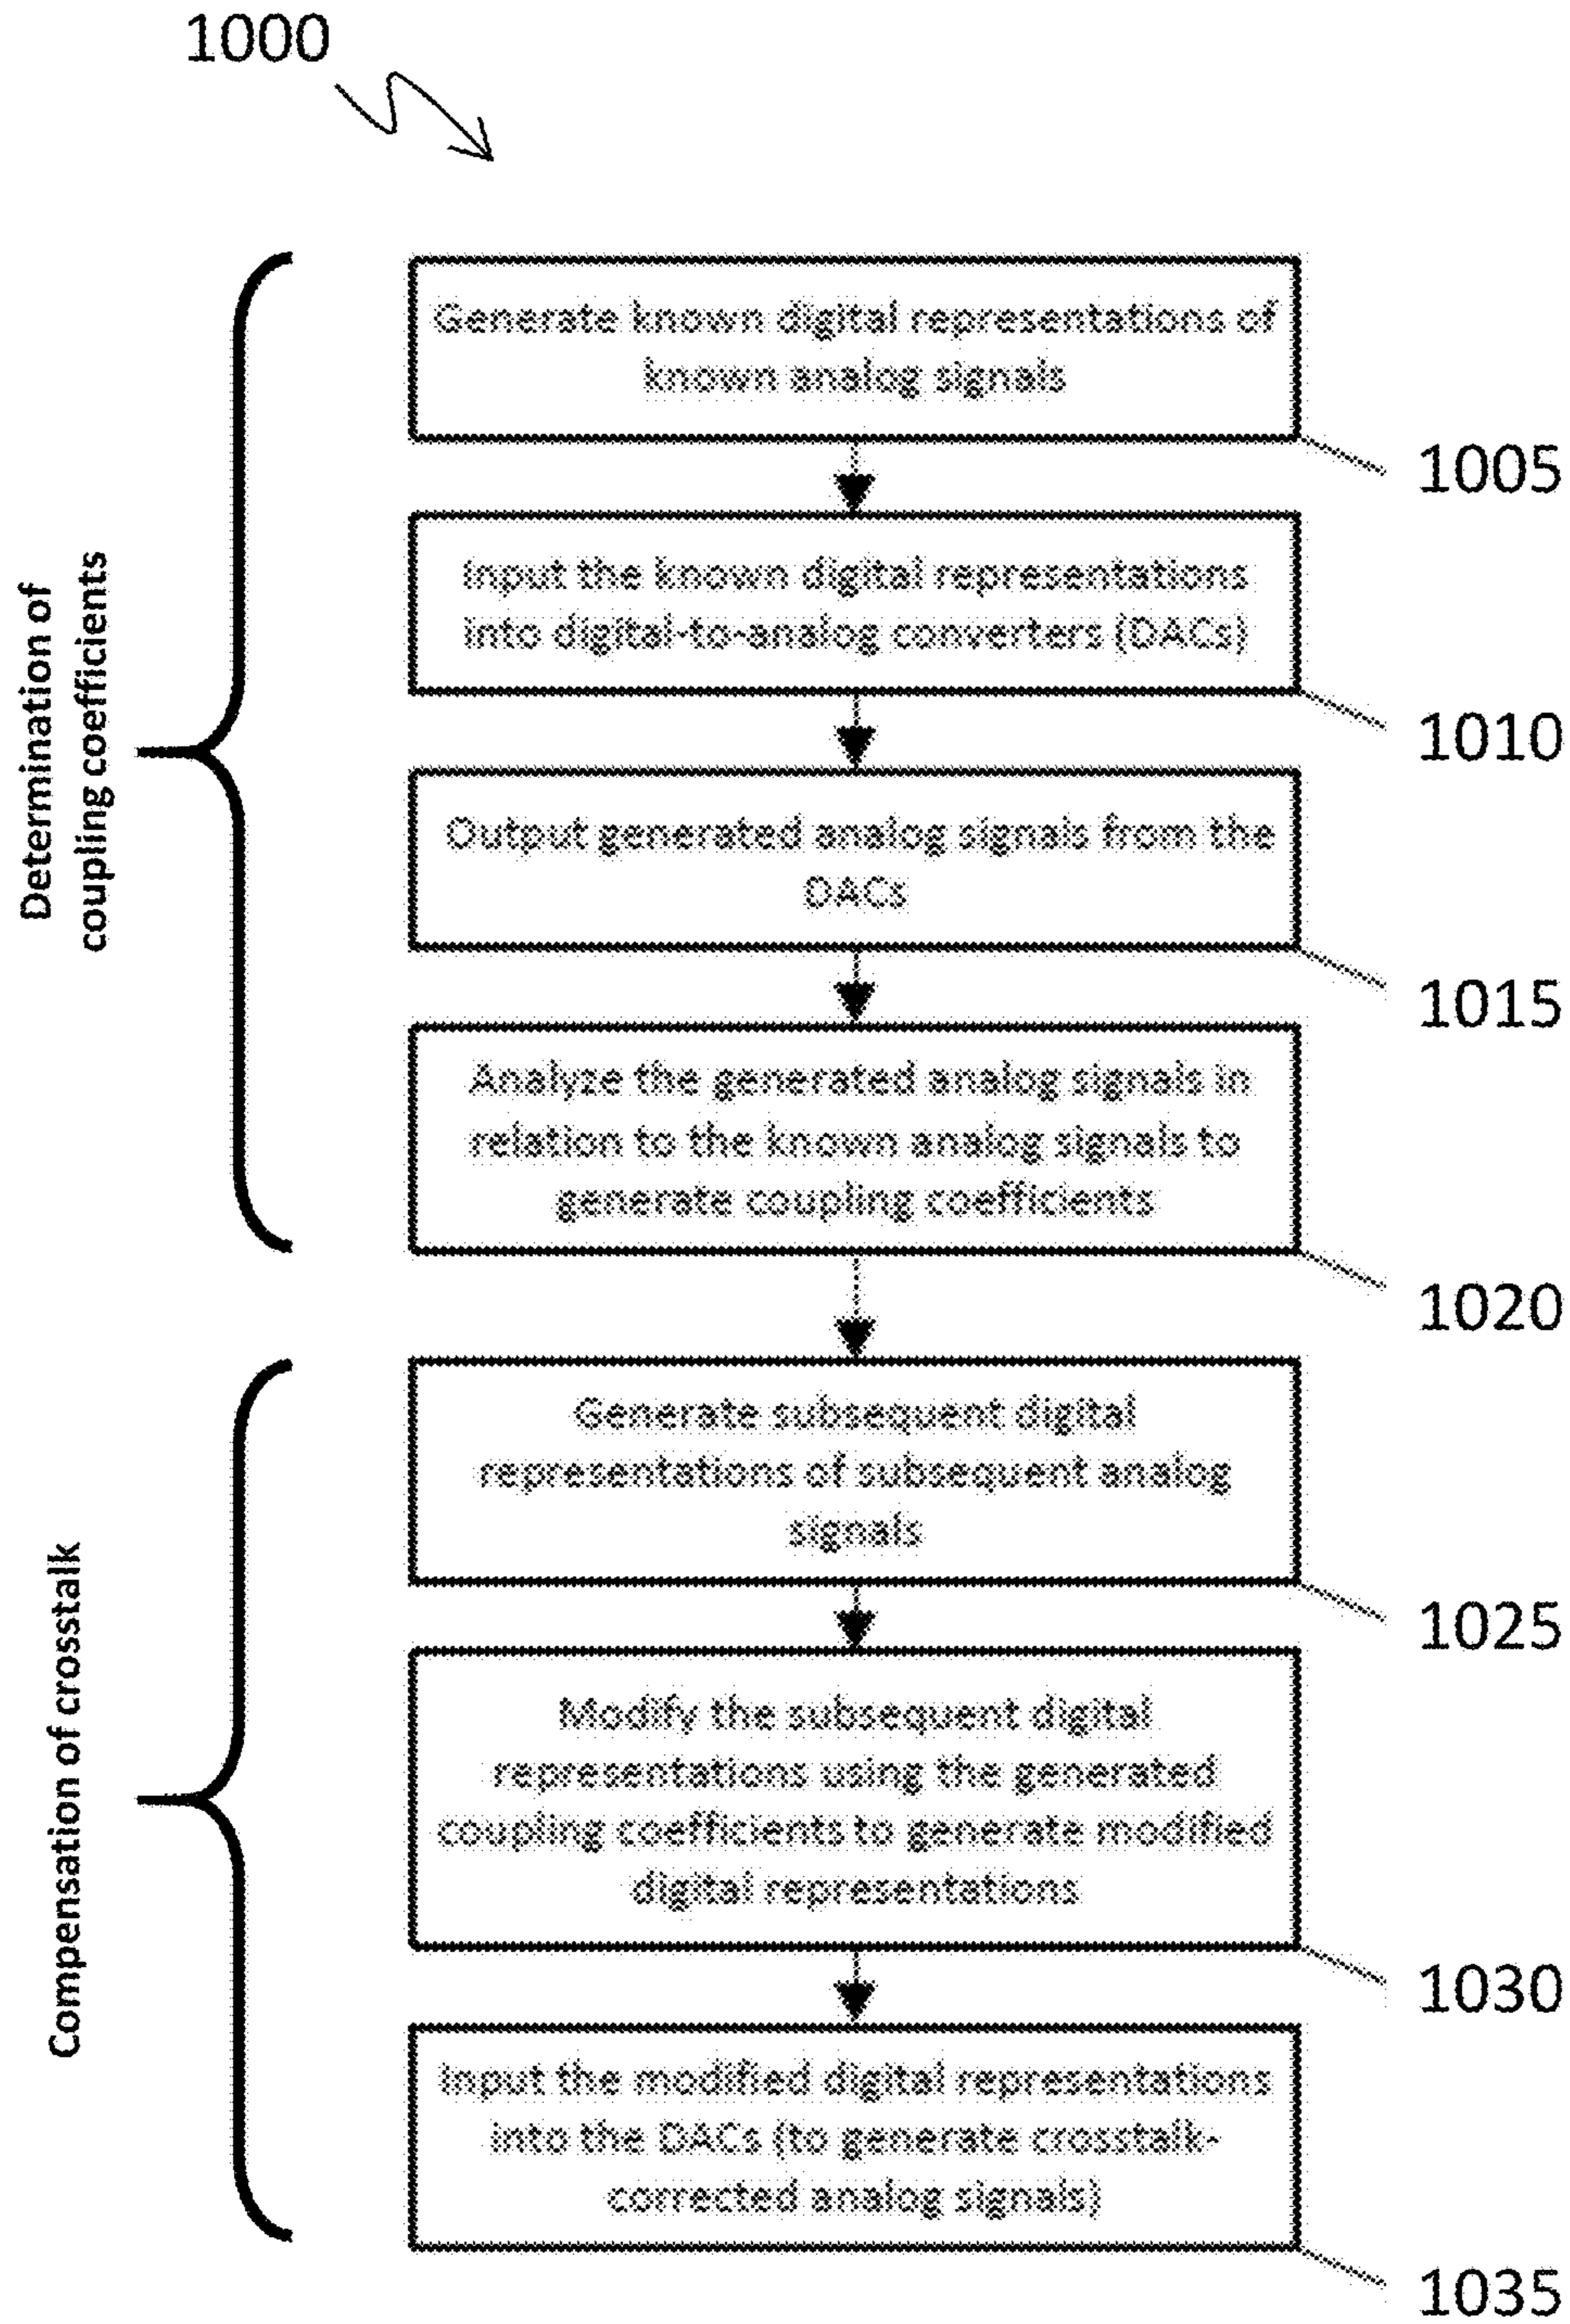 1000
Determination of
coupling coefficients
Generate known digital representations of
known analog signals
1005
Input the known digital representations
into digital-to-analog converters (DACs)
1010
Output generated analog signals from the
DACs
1015
Analyze the generated analog signals in
relation to the known analog signals to
generate coupling coefficients
1020
Compensation of crosstalk
Generate subsequent digital
representations of subsequent analog
signals
1025
Modify the subsequent digital
representations using the generated
coupling coefficients to generate modified
digital representations
1030
Input the modified digital representations
into the DACs (to generate crosstalk-
corrected analog signals)
1035